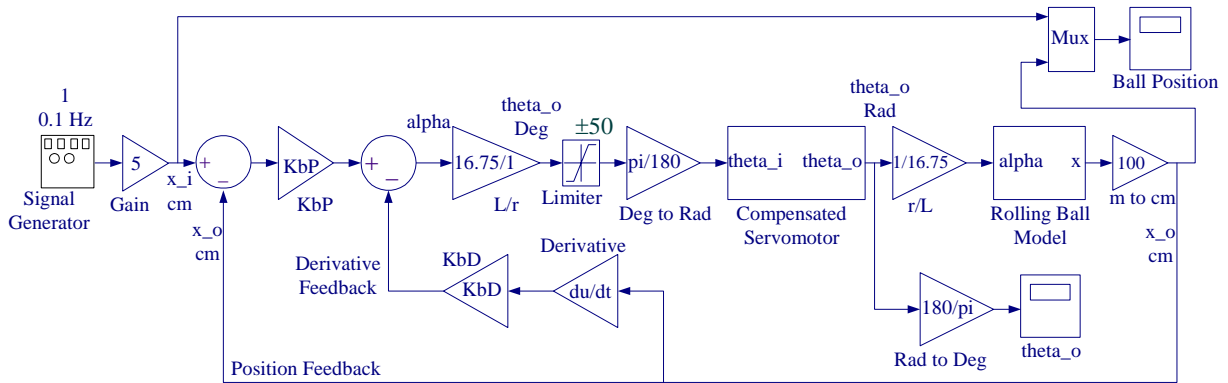 Mux
Ball Position
1
0.1 Hz
Signal
Generator
5
Gain
x_i
cm
+
−
x_o
cm
KbP
KbP
+
−
alpha
16.75/1
L/r
theta_o
Deg
±50
Limiter
pi/180
Deg to Rad
theta_i
theta_o
Compensated
Servomotor
theta_o
Rad
1/16.75
r/L
alpha
x
Rolling Ball
Model
100
m to cm
x_o
cm
Derivative
Feedback
KbD
KbD
Derivative
du/dt
180/pi
Rad to Deg
theta_o
Position Feedback